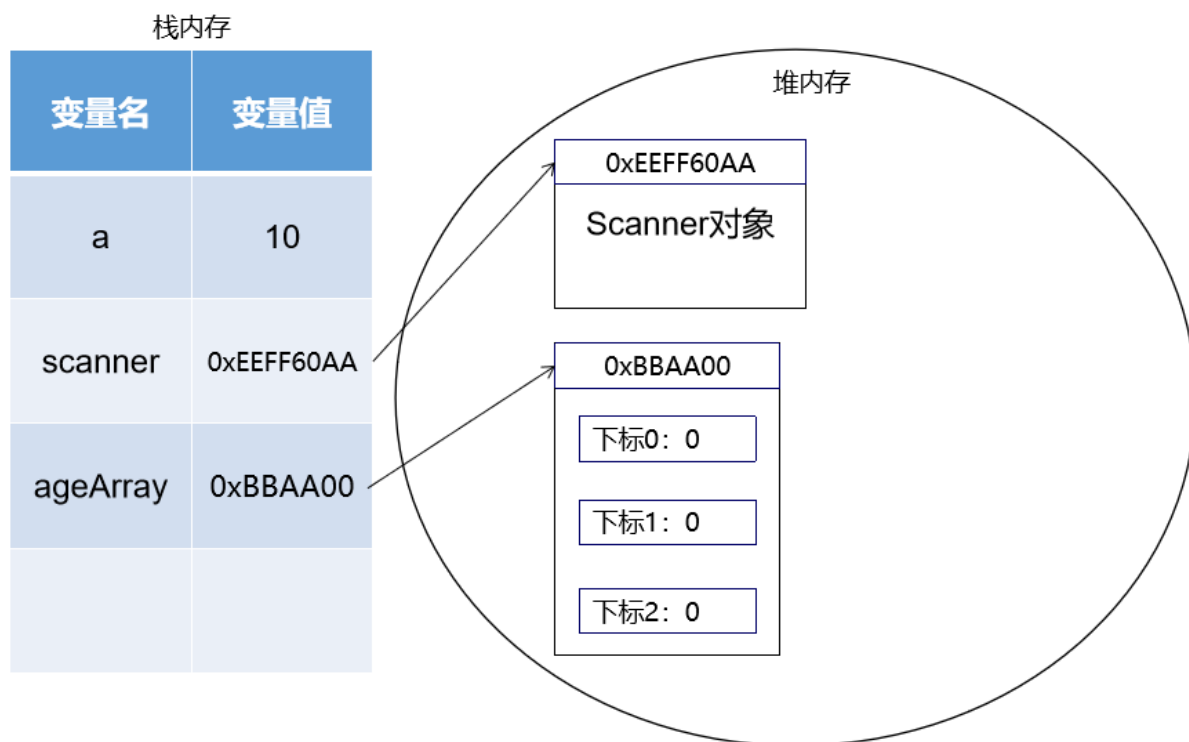 栈内存
变量名 变量值
a 10
scanner 0xEEFF60AA
ageArray 0xBBAA00
堆内存
0xEEFF60AA
Scanner对象
0xBBAA00
下标0：0
下标1：0
下标2：0